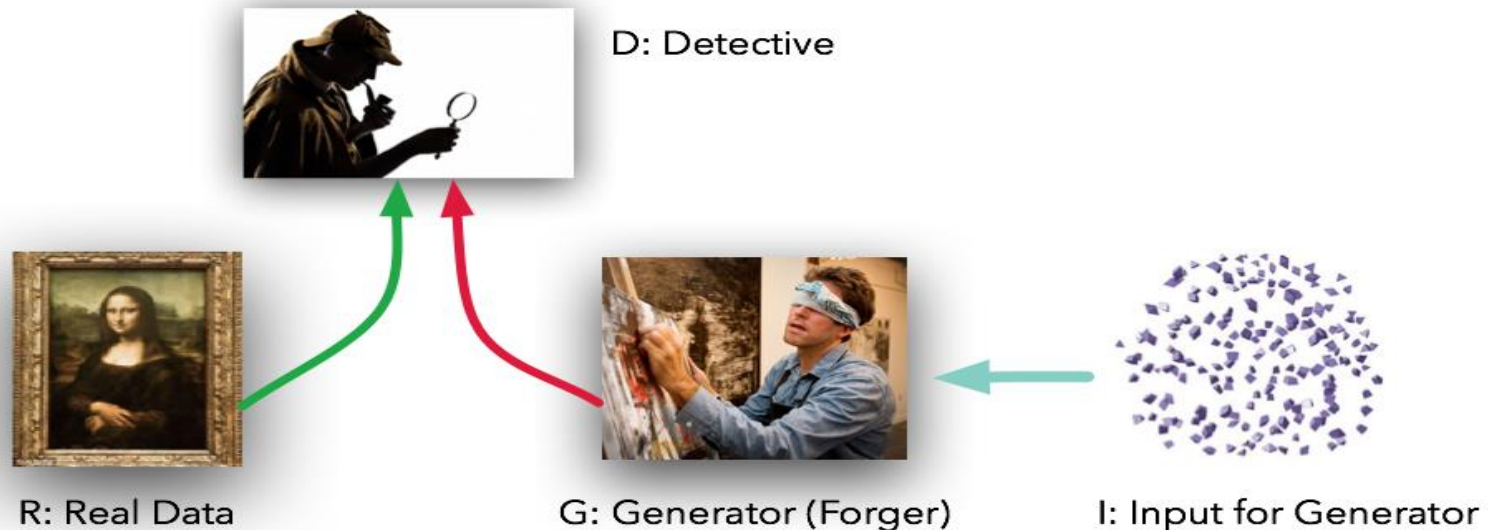 D: Detective
R: Real Data
G: Generator (Forger)
I: Input for Generator